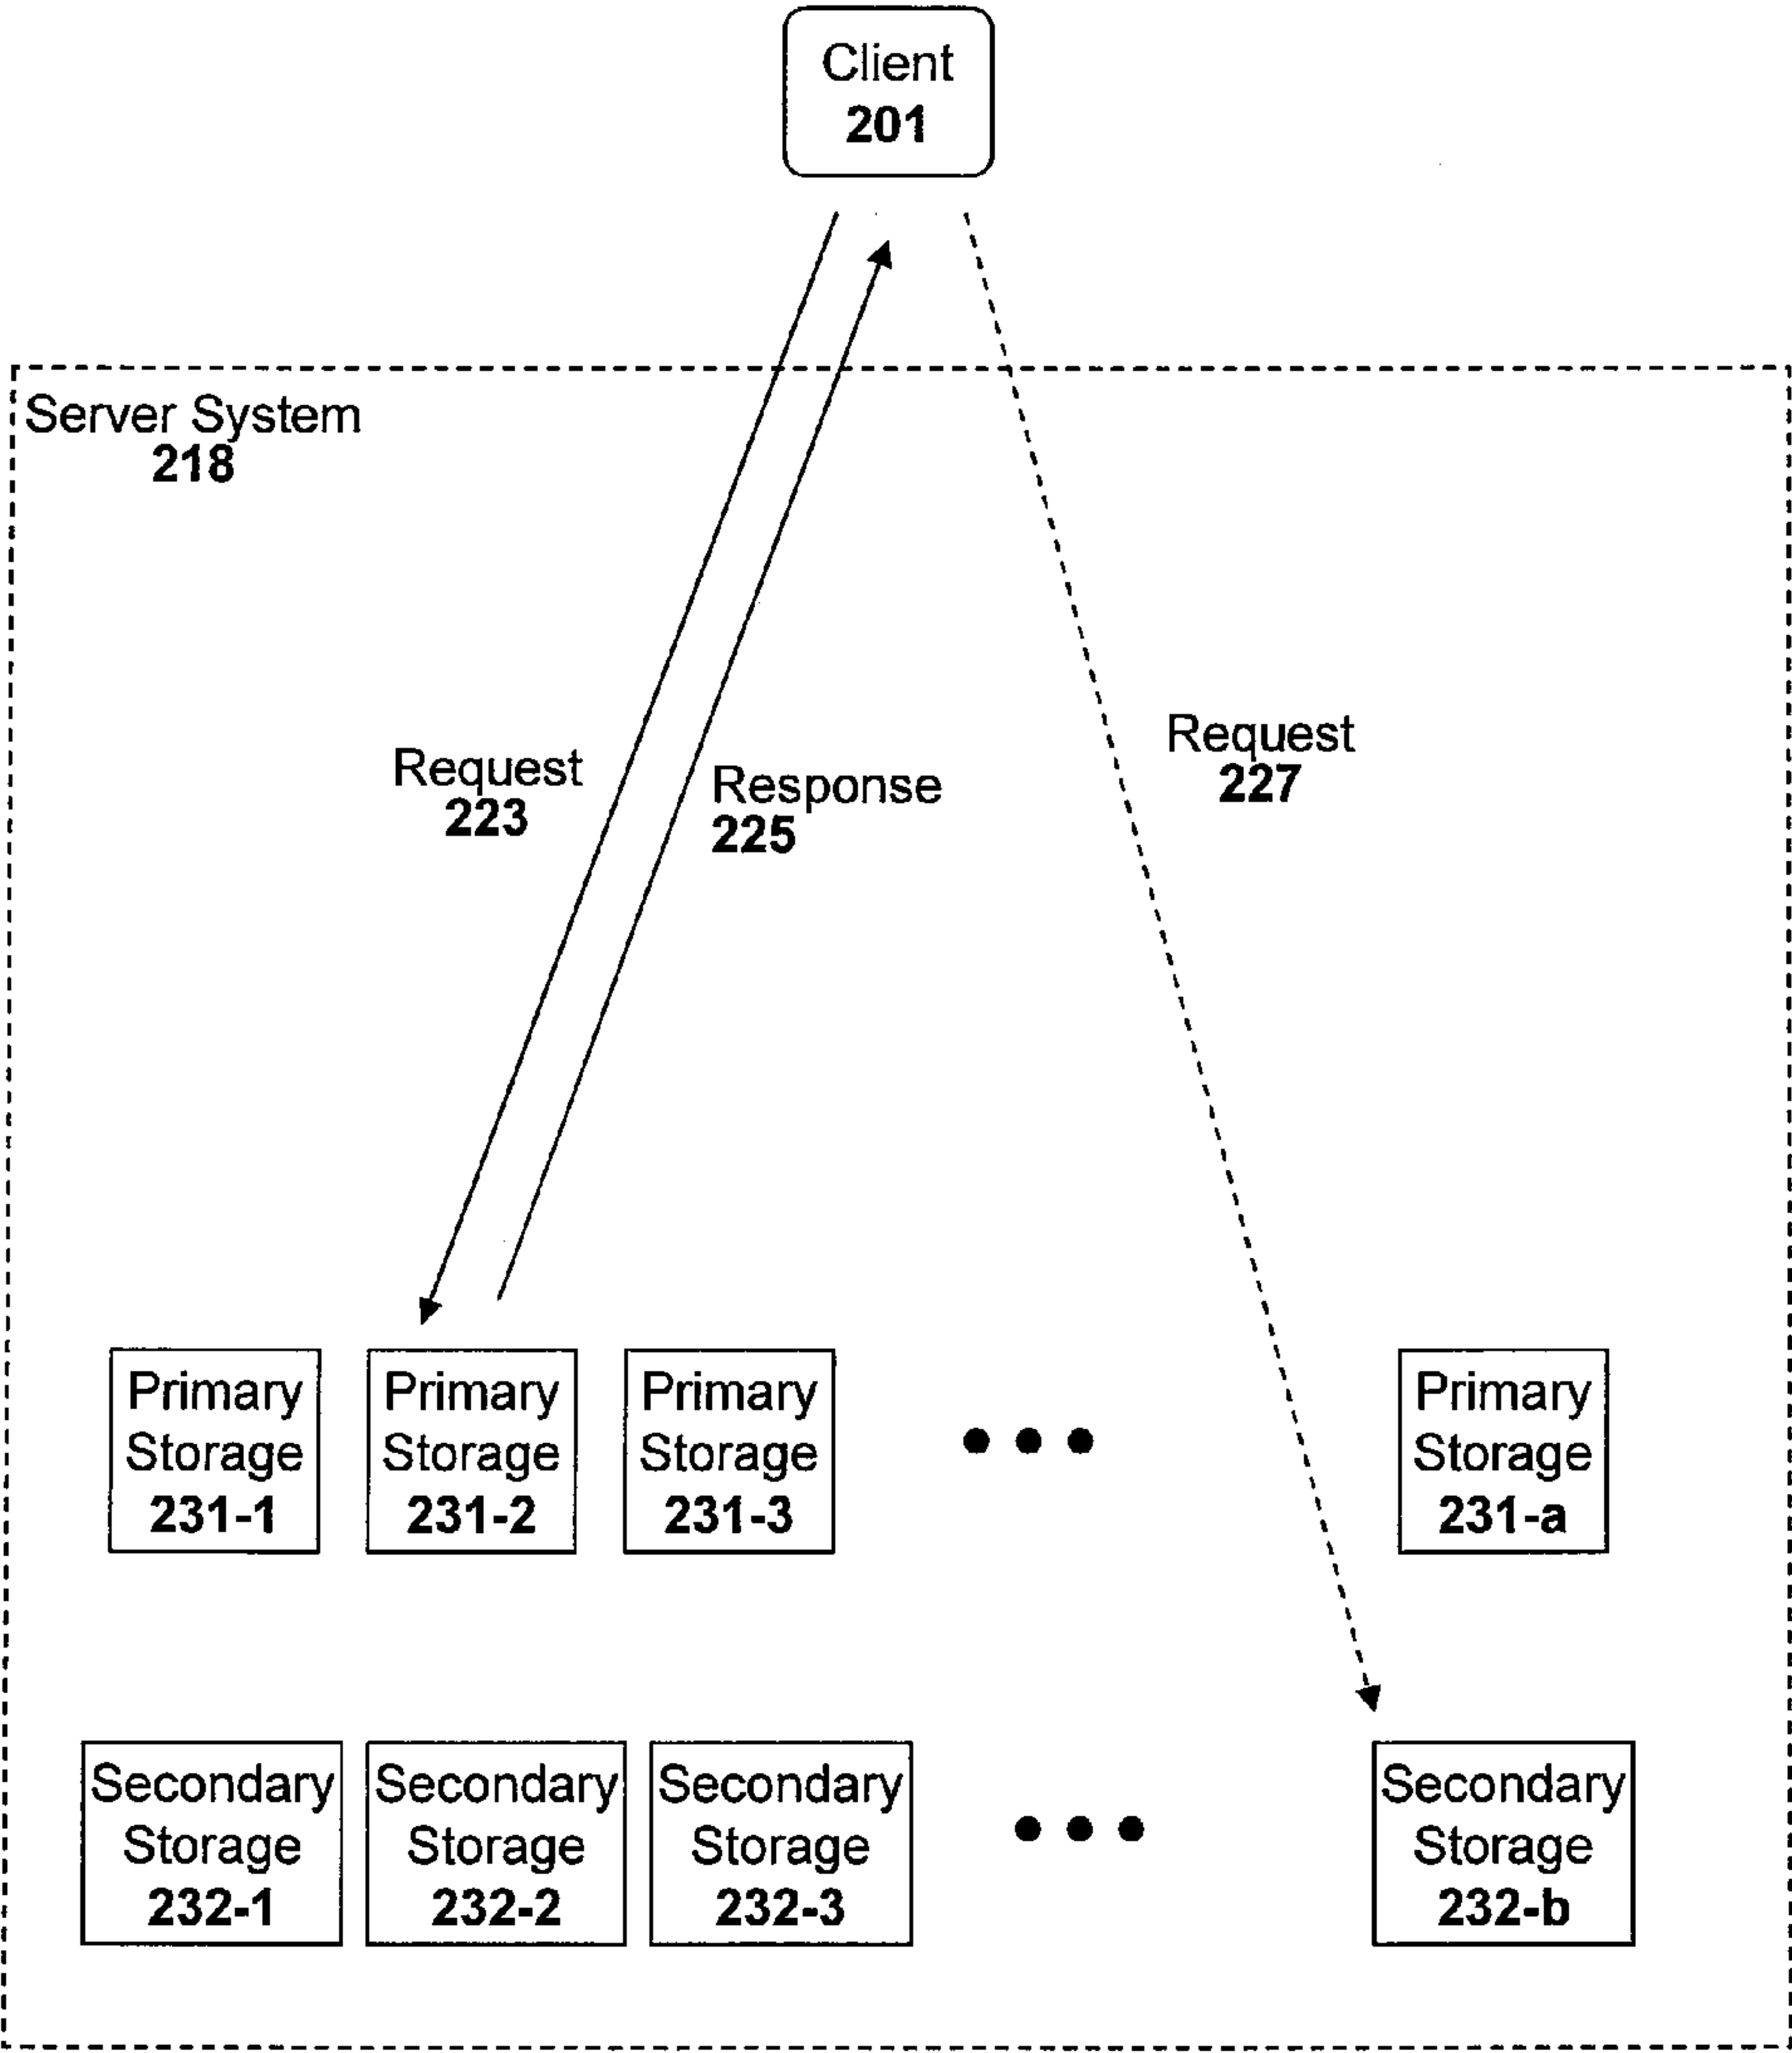 Client
201
Server System
218
Request
223
Response
225
Request
227
Primary
Storage
231-1
Primary
Storage
231-2
Primary
Storage
231-3
Primary
Storage
231-a
Secondary
Storage
232-1
Secondary
Storage
232-2
Secondary
Storage
232-3
Secondary
Storage
232-b